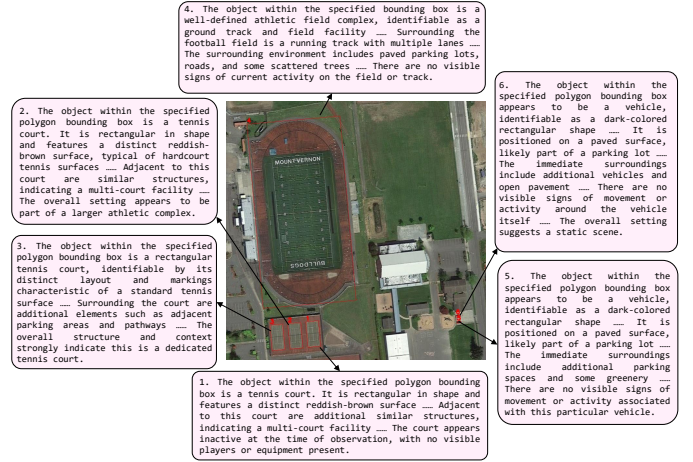 4. The object within the specified bounding box is a
well-defined athletic field complex, identifiable as a
ground track and field facility …… Surrounding the
football field is a running track with multiple lanes ……
The surrounding environment includes paved parking lots,
roads, and some scattered trees …… There are no visible
signs of current activity on the field or track.
2. The object within the specified
polygon bounding box is a tennis
court. It is rectangular in shape
and features a distinct reddish-
brown surface, typical of hardcourt
tennis surfaces …… Adjacent to this
court are similar structures,
indicating a multi-court facility ……
The overall setting appears to be
part of a larger athletic complex.
3. The object within the specified
polygon bounding box is a rectangular
tennis court, identifiable by its
distinct layout and markings
characteristic of a standard tennis
surface …… Surrounding the court are
additional elements such as adjacent
parking areas and pathways …… The
overall structure and context
strongly indicate this is a dedicated
tennis court.
MOUNT VERNON
BULLDOGS
6. The object within the
specified polygon bounding box
appears to be a vehicle,
identifiable as a dark-colored
rectangular shape …… It is
positioned on a paved surface,
likely part of a parking lot ……
The immediate surroundings
include additional vehicles and
open pavement …… There are no
visible signs of movement or
activity around the vehicle
itself …… The overall setting
suggests a static scene.
5. The object within the
specified polygon bounding box
appears to be a vehicle,
identifiable as a dark-colored
rectangular shape …… It is
positioned on a paved surface,
likely part of a parking lot ……
The immediate surroundings
include additional parking
spaces and some greenery ……
There are no visible signs of
movement or activity associated
with this particular vehicle.
1. The object within the specified polygon bounding
box is a tennis court. It is rectangular in shape and
features a distinct reddish-brown surface …… Adjacent
to this court are additional similar structures,
indicating a multi-court facility …… The court appears
inactive at the time of observation, with no visible
players or equipment present.